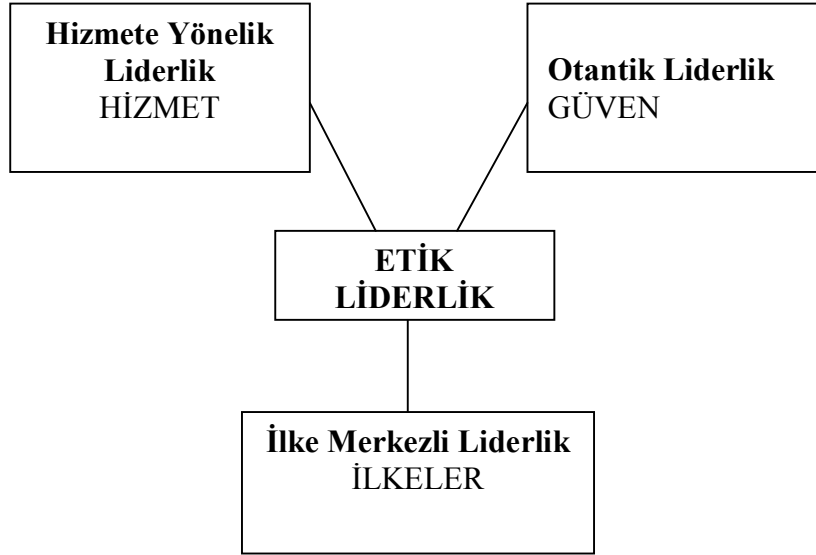 Hizmete Yönelik
Liderlik
HİZMET
Otantik Liderlik
GÜVEN
ETİK
LİDERLİK
İlke Merkezli Liderlik
İLKELER